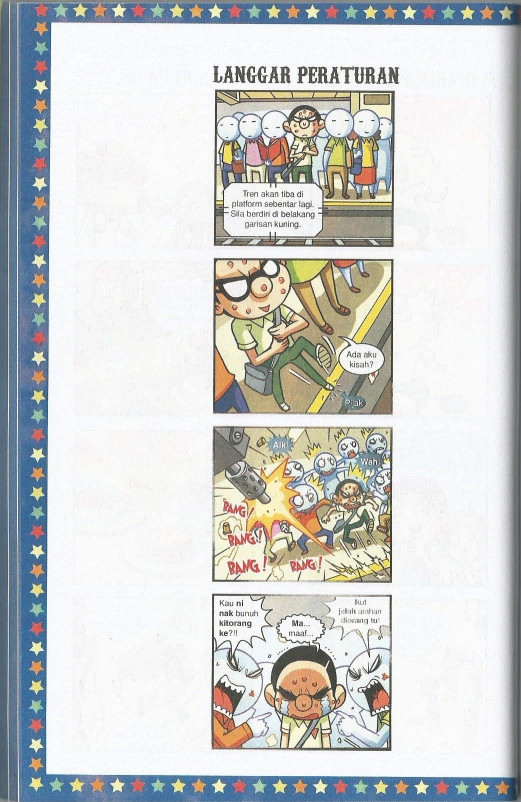 LANGGAR PERATURAN
Tren akan tiba di
platform sebentar lagi.
Sila berdiri di belakang
garisan kuning.
Ada aku
kisah?
Pijak
Aik
Wah
BANG!
BANG!
BANG!
BANG!
Kau ni
nak bunuh
kitorang
ke?!!
Ma...
maaf...
Ikut
jelah arahan
diorang tu!